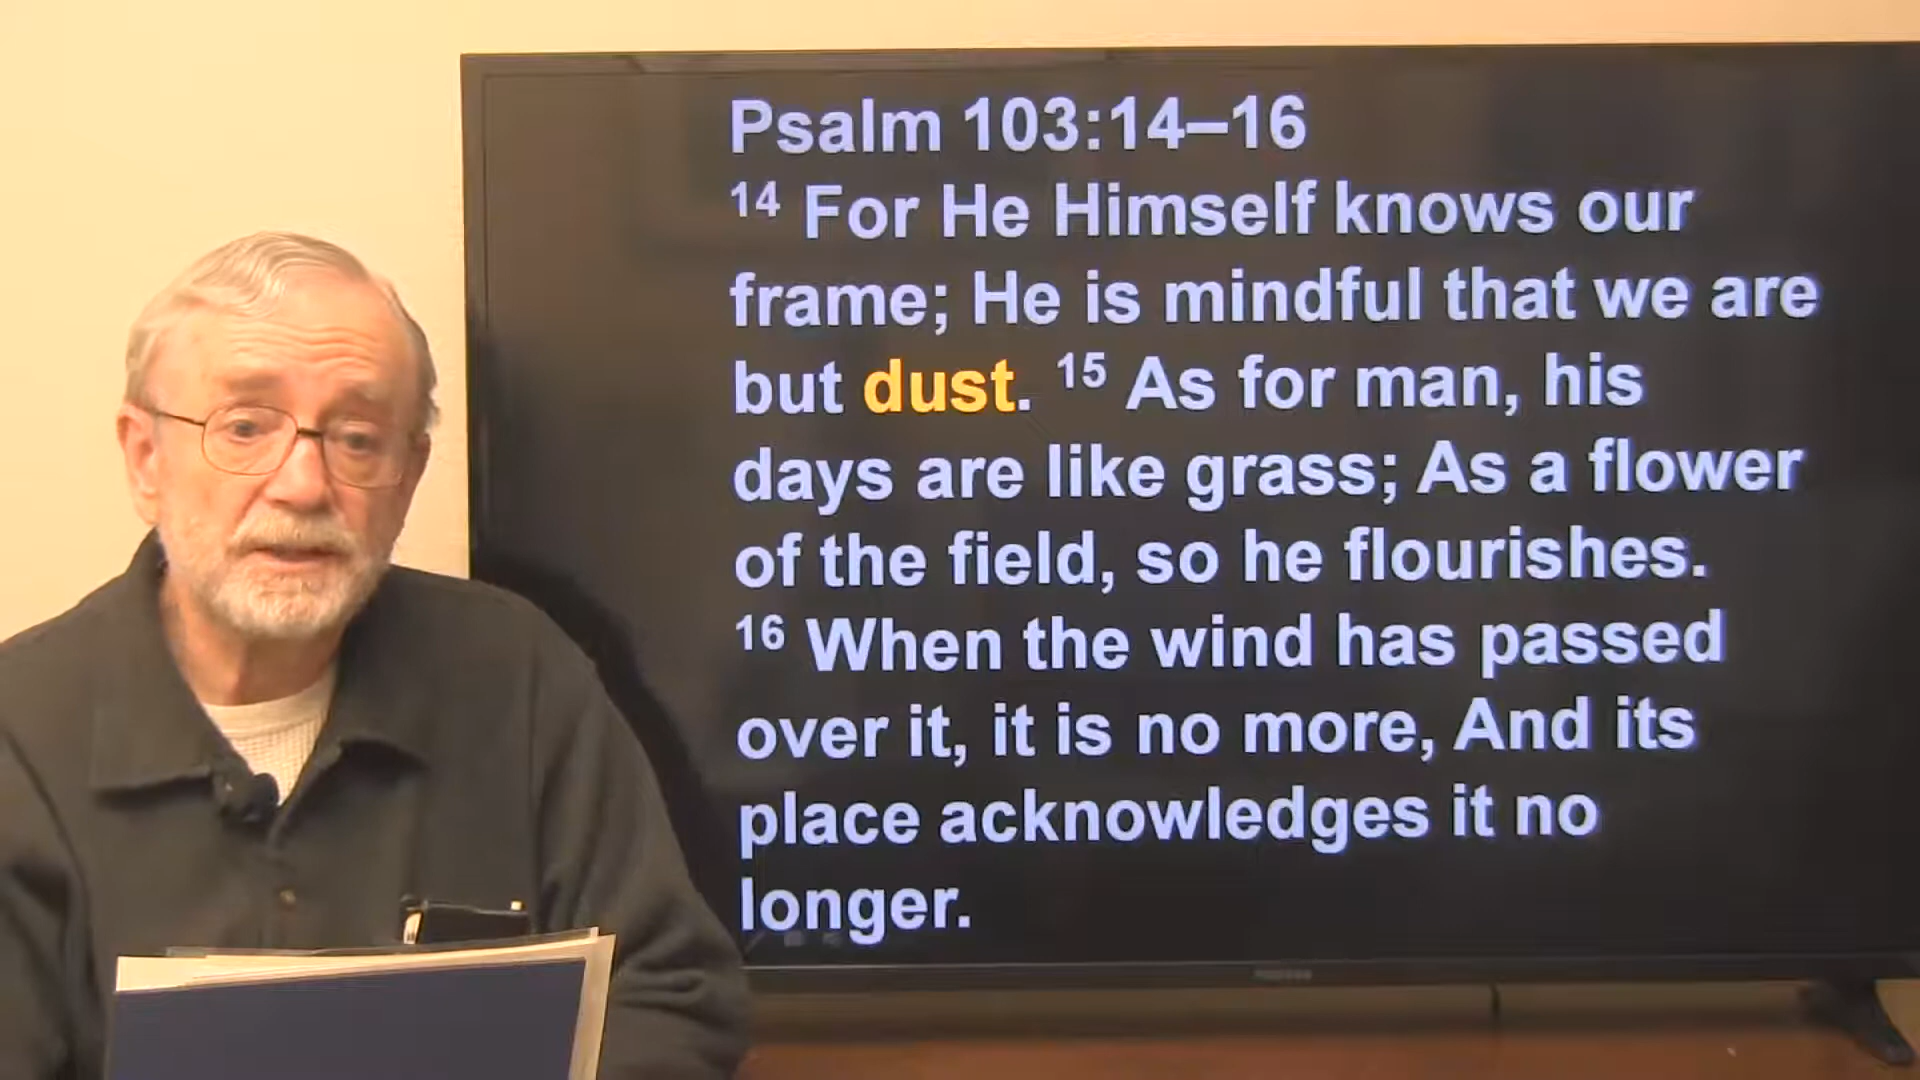 Psalm 103:14–16
14 For He Himself knows our
frame; He is mindful that we are
but dust. 15 As for man, his
days are like grass; As a flower
of the field, so he flourishes.
16 When the wind has passed
over it, it is no more, And its
place acknowledges it no
longer.